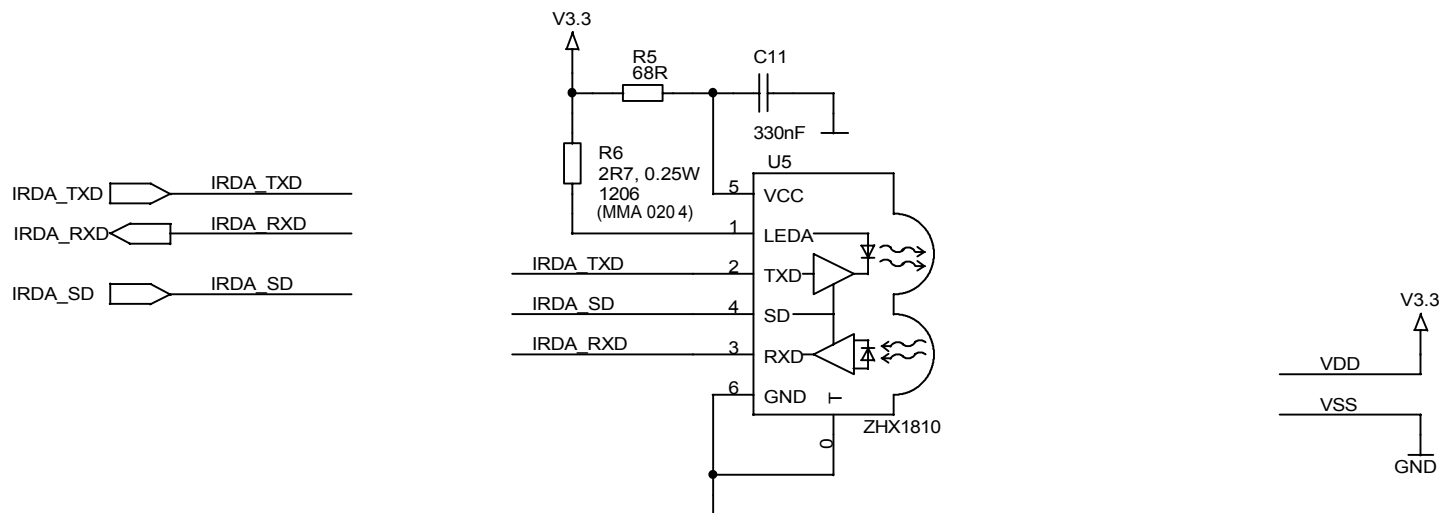 V3.3
R5
68R
C11
330nF
R6
2R7, 0.25W
1206
(MMA 020 4)
U5
IRDA_TXD
IRDA_TXD
IRDA_RXD
IRDA_RXD
IRDA_SD
IRDA_SD
5
VCC
1
LEDA
IRDA_TXD
2
TXD
IRDA_SD
4
SD
IRDA_RXD
3
RXD
6
GND
T
0
ZHX1810
V3.3
VDD
VSS
GND